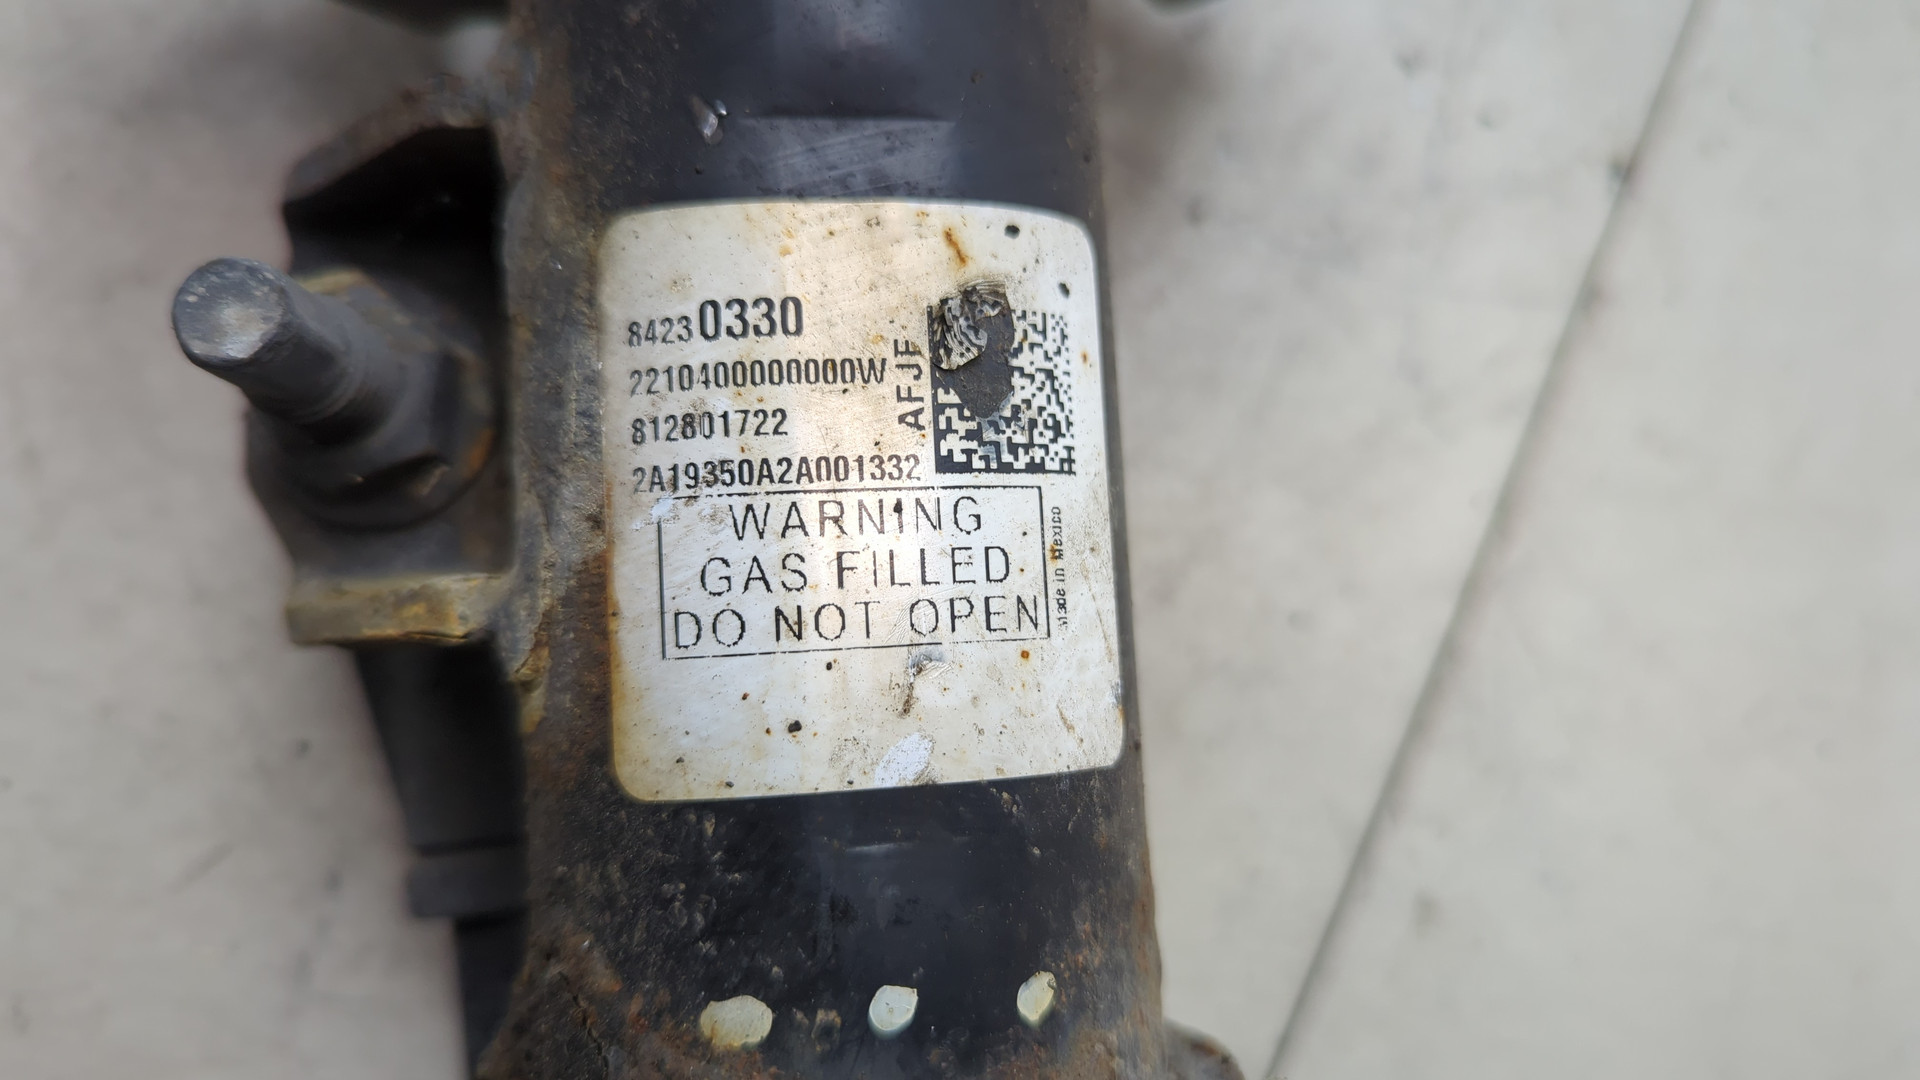 84230330
2210400000000W
812801722
2A19350A2A001332
AFJF
WARNING
GAS FILLED
DO NOT OPEN
Made in Mexico